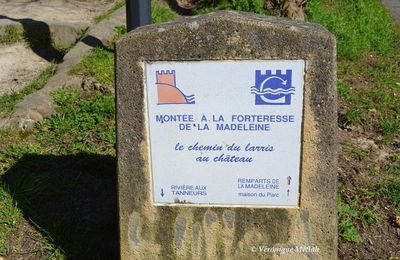 MONTÉE À LA FORTERESSE
DE LA MADELEINE
le chemin du larris
au château
RIVIÈRE AUX
TANNEURS
REMPARTS DE
LA MADELEINE
maison du Parc
© Véronique Meflah